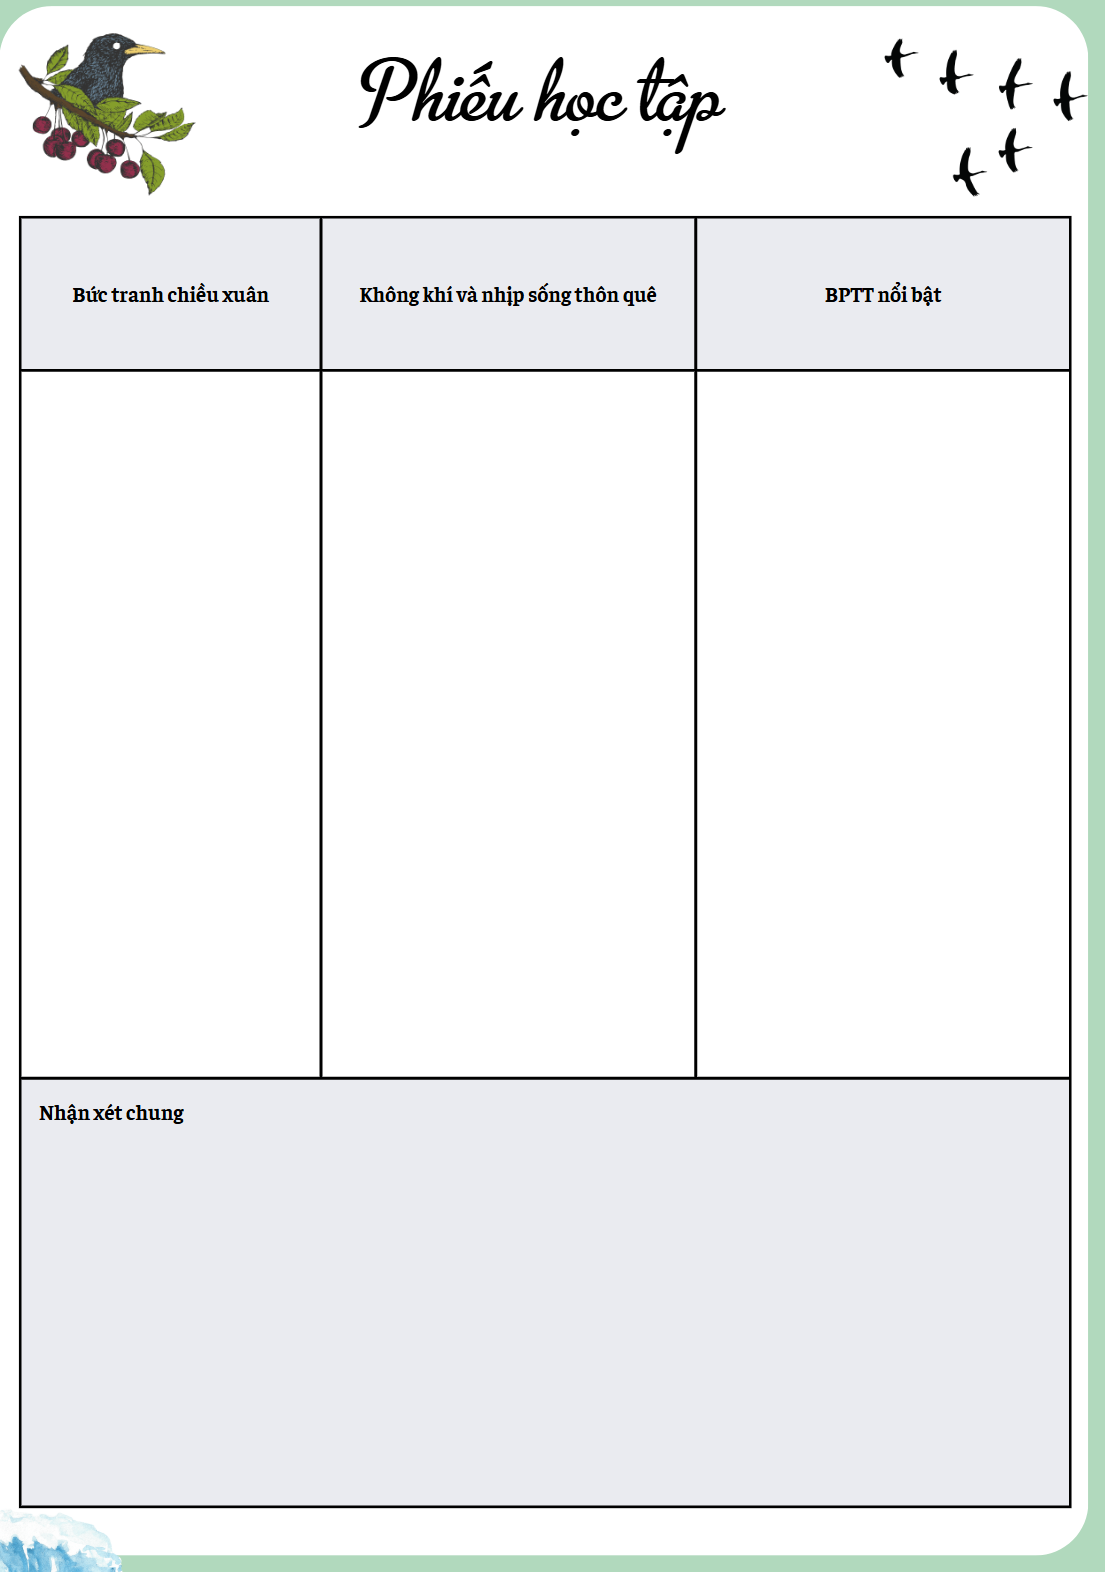 Phiếu học tập
Bức tranh chiều xuân
Không khí và nhịp sống thôn quê
BPTT nổi bật
Nhận xét chung